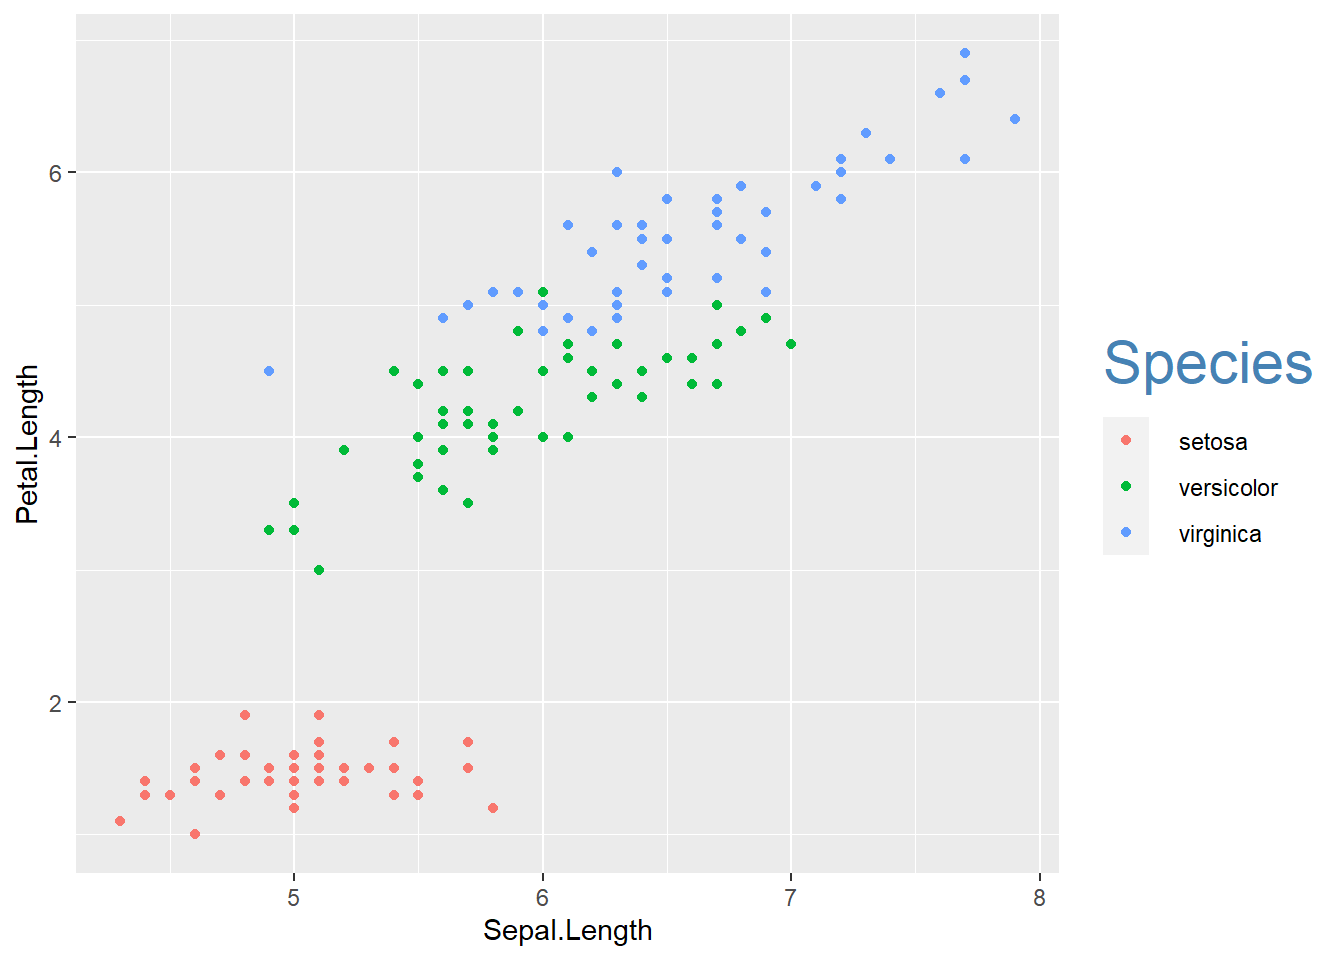 6
4
2
Petal.Length
5 6 7 8
Sepal.Length
Species
setosa
versicolor
virginica